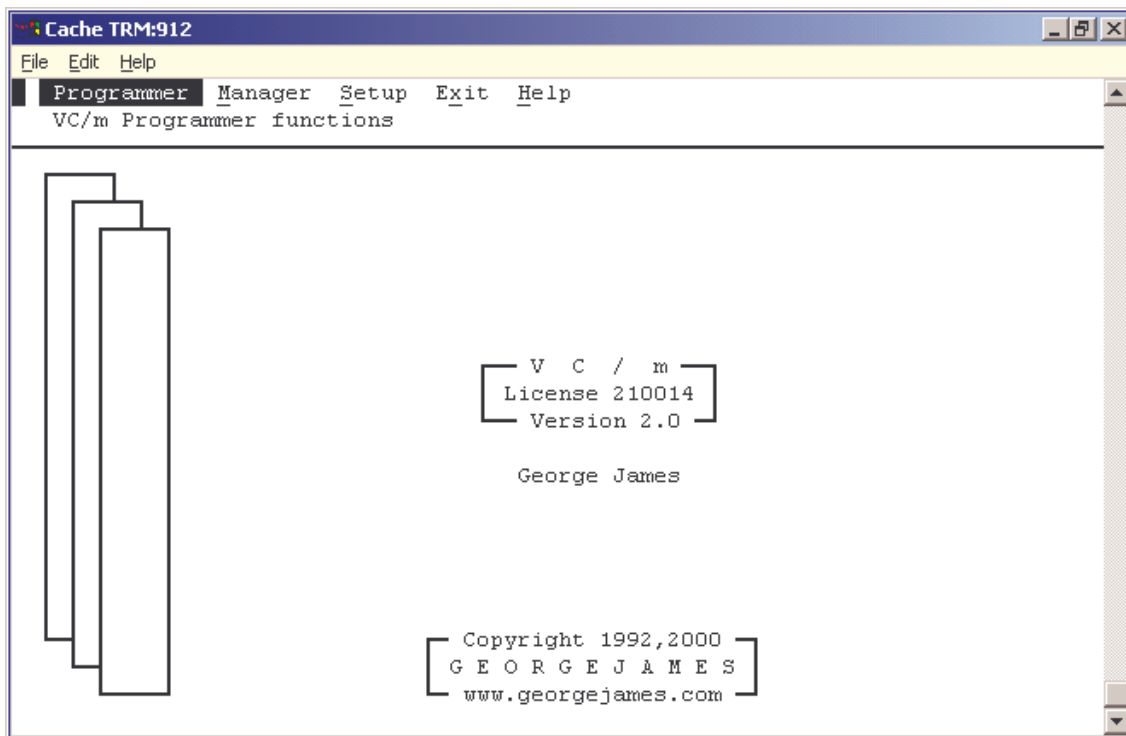 Cache TRM:912
File Edit Help
Programmer Manager Setup Exit Help
VC/m Programmer functions
V C / m
License 210014
Version 2.0
George James
Copyright 1992,2000
G E O R G E J A M E S
www.georgejames.com